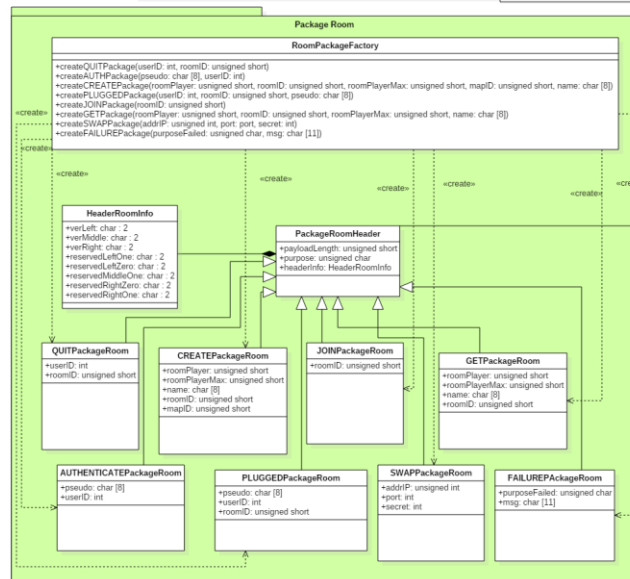 Package Room
RoomPackageFactory
+createQUITPackage(userID: int, roomID: unsigned short)
+createAUTHPackage(pseudo: char [8], userID: int)
+createCREATEPackage(roomPlayer: unsigned short, roomID: unsigned short, roomPlayerMax: unsigned short, mapID: unsigned short, name: char [8])
+createPLUGGEDPackage(userID: int, roomID: unsigned short, pseudo: char [8])
+createJOINPackage(roomID: unsigned short)
+createGETPackage(roomPlayer: unsigned short, roomID: unsigned short, roomPlayerMax: unsigned short, name: char [8])
+createSWAPPackage(addrIP: unsigned int, port: port, secret: int)
+createFAILUREPackage(purposeFailed: unsigned char, msg: char [11])
«create»
«create»
«create»
«create»
«create»
«create»
«create»
HeaderRoomInfo
+verLeft: char : 2
+verMiddle: char : 2
+verRight: char : 2
+reservedLeftOne: char : 2
+reservedLeftZero: char : 2
+reservedMiddleOne: char : 2
+reservedRightZero: char : 2
+reservedRightOne: char : 2
PackageRoomHeader
+payloadLength: unsigned short
+purpose: unsigned char
+headerInfo: HeaderRoomInfo
QUITPackageRoom
+userID: int
+roomID: unsigned short
CREATEPackageRoom
+roomPlayer: unsigned short
+roomPlayerMax: unsigned short
+name: char [8]
+roomID: unsigned short
+mapID: unsigned short
JOINPackageRoom
+roomID: unsigned short
GETPackageRoom
+roomPlayer: unsigned short
+roomPlayerMax: unsigned short
+name: char [8]
+roomID: unsigned short
AUTHENTICATEPackageRoom
+pseudo: char [8]
+userID: int
PLUGGEDPackageRoom
+pseudo: char [8]
+userID: int
+roomID: unsigned short
SWAPPackageRoom
+addrIP: unsigned int
+port: int
+secret: int
FAILUREPAckageRoom
+purposeFailed: unsigned char
+msg: char [11]